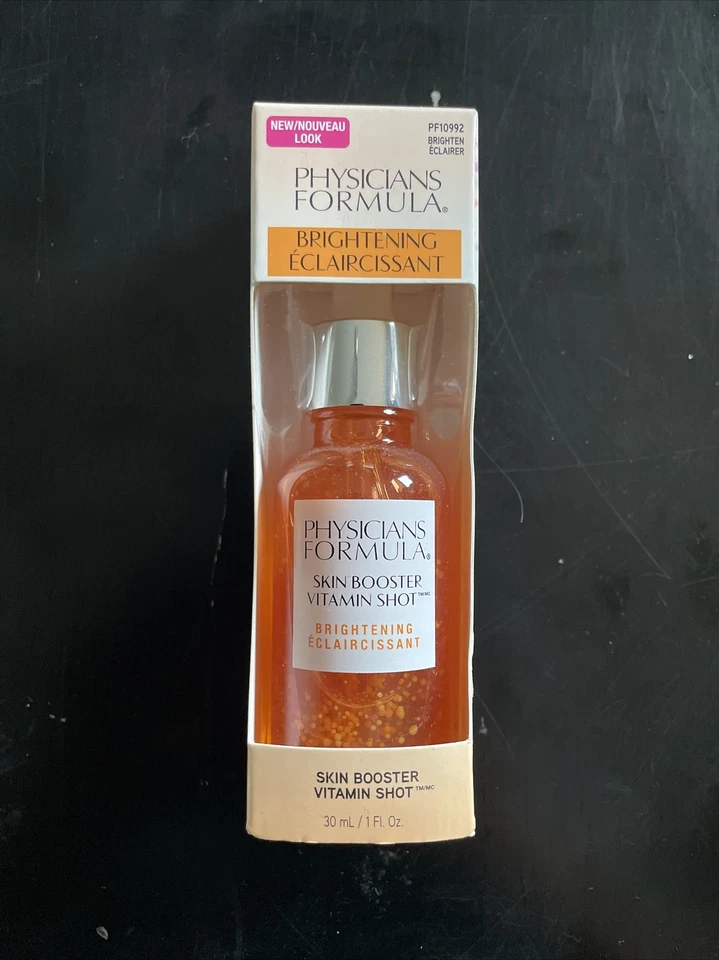 NEW/NOUVEAU
LOOK
PF10992
BRIGHTEN
ÉCLAIRER
PHYSICIANS
FORMULA®
BRIGHTENING
ÉCLAIRCISSANT
PHYSICIANS
FORMULA®
SKIN BOOSTER
VITAMIN SHOT™/MC
BRIGHTENING
ÉCLAIRCISSANT
SKIN BOOSTER
VITAMIN SHOT™/MC
30 mL / 1 Fl. Oz.